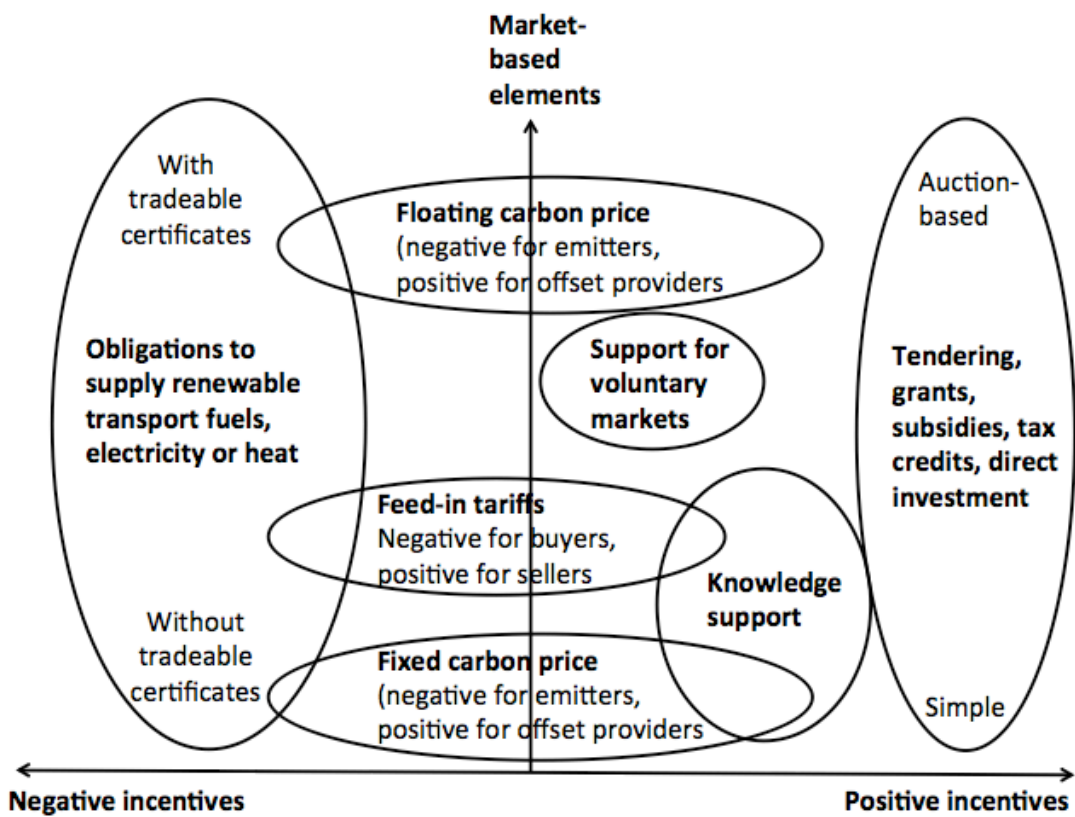 Market-
based
elements
With
tradeable
certificates
Floating carbon price
(negative for emitters,
positive for offset providers
Auction-
based
Obligations to
supply renewable
transport fuels,
electricity or heat
Support for
voluntary
markets
Tendering,
grants,
subsidies, tax
credits, direct
investment
Feed-in tariffs
Negative for buyers,
positive for sellers
Knowledge
support
Without
tradeable
certificates
Fixed carbon price
(negative for emitters,
positive for offset providers
Simple
Negative incentives
Positive incentives